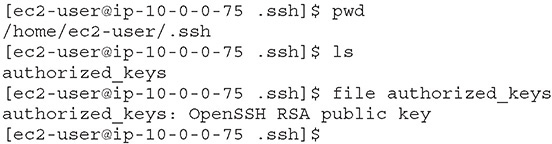 [ec2-user@ip-10-0-0-75 .ssh]$ pwd
/home/ec2-user/.ssh
[ec2-user@ip-10-0-0-75 .ssh]$ ls
authorized_keys
[ec2-user@ip-10-0-0-75 .ssh]$ file authorized_keys
authorized_keys: OpenSSH RSA public key
[ec2-user@ip-10-0-0-75 .ssh]$